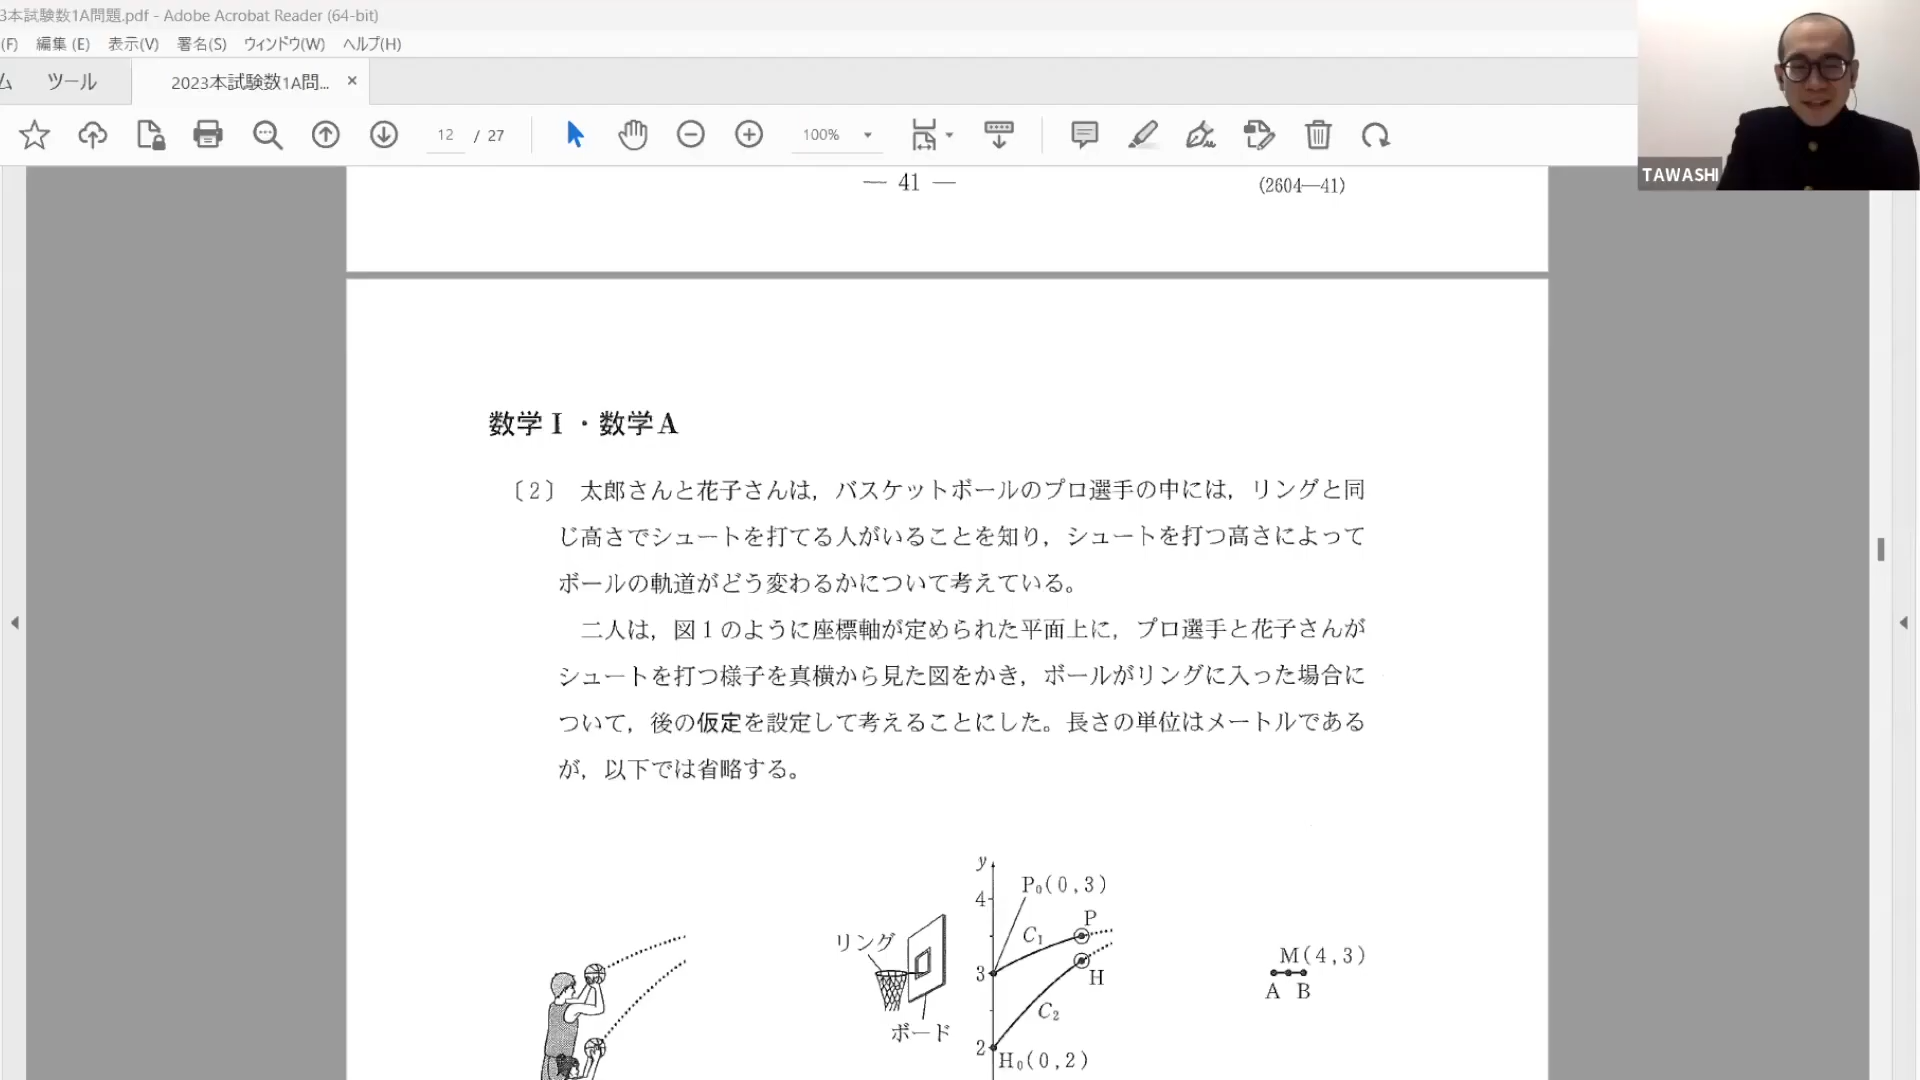 3本試験数1A問題.pdf - Adobe Acrobat Reader (64-bit)
(F) 編集 (E) 表示(V) 署名(S) ウィンドウ(W) ヘルプ(H)
ム ツール 2023本試験数1A問... ×
12 / 27 100%
TAWASHI
— 41 — (2604—41)
数学Ⅰ・数学A
〔2〕 太郎さんと花子さんは，バスケットボールのプロ選手の中には，リングと同
じ高さでシュートを打てる人がいることを知り，シュートを打つ高さによって
ボールの軌道がどう変わるかについて考えている。
二人は，図1のように座標軸が定められた平面上に，プロ選手と花子さんが
シュートを打つ様子を真横から見た図をかき，ボールがリングに入った場合に
ついて，後の仮定を設定して考えることにした。長さの単位はメートルである
が，以下では省略する。
リング
ボード
y
4
3
2
P₀(0,3)
P
C₁
H
C₂
H₀(0,2)
M(4,3)
A B